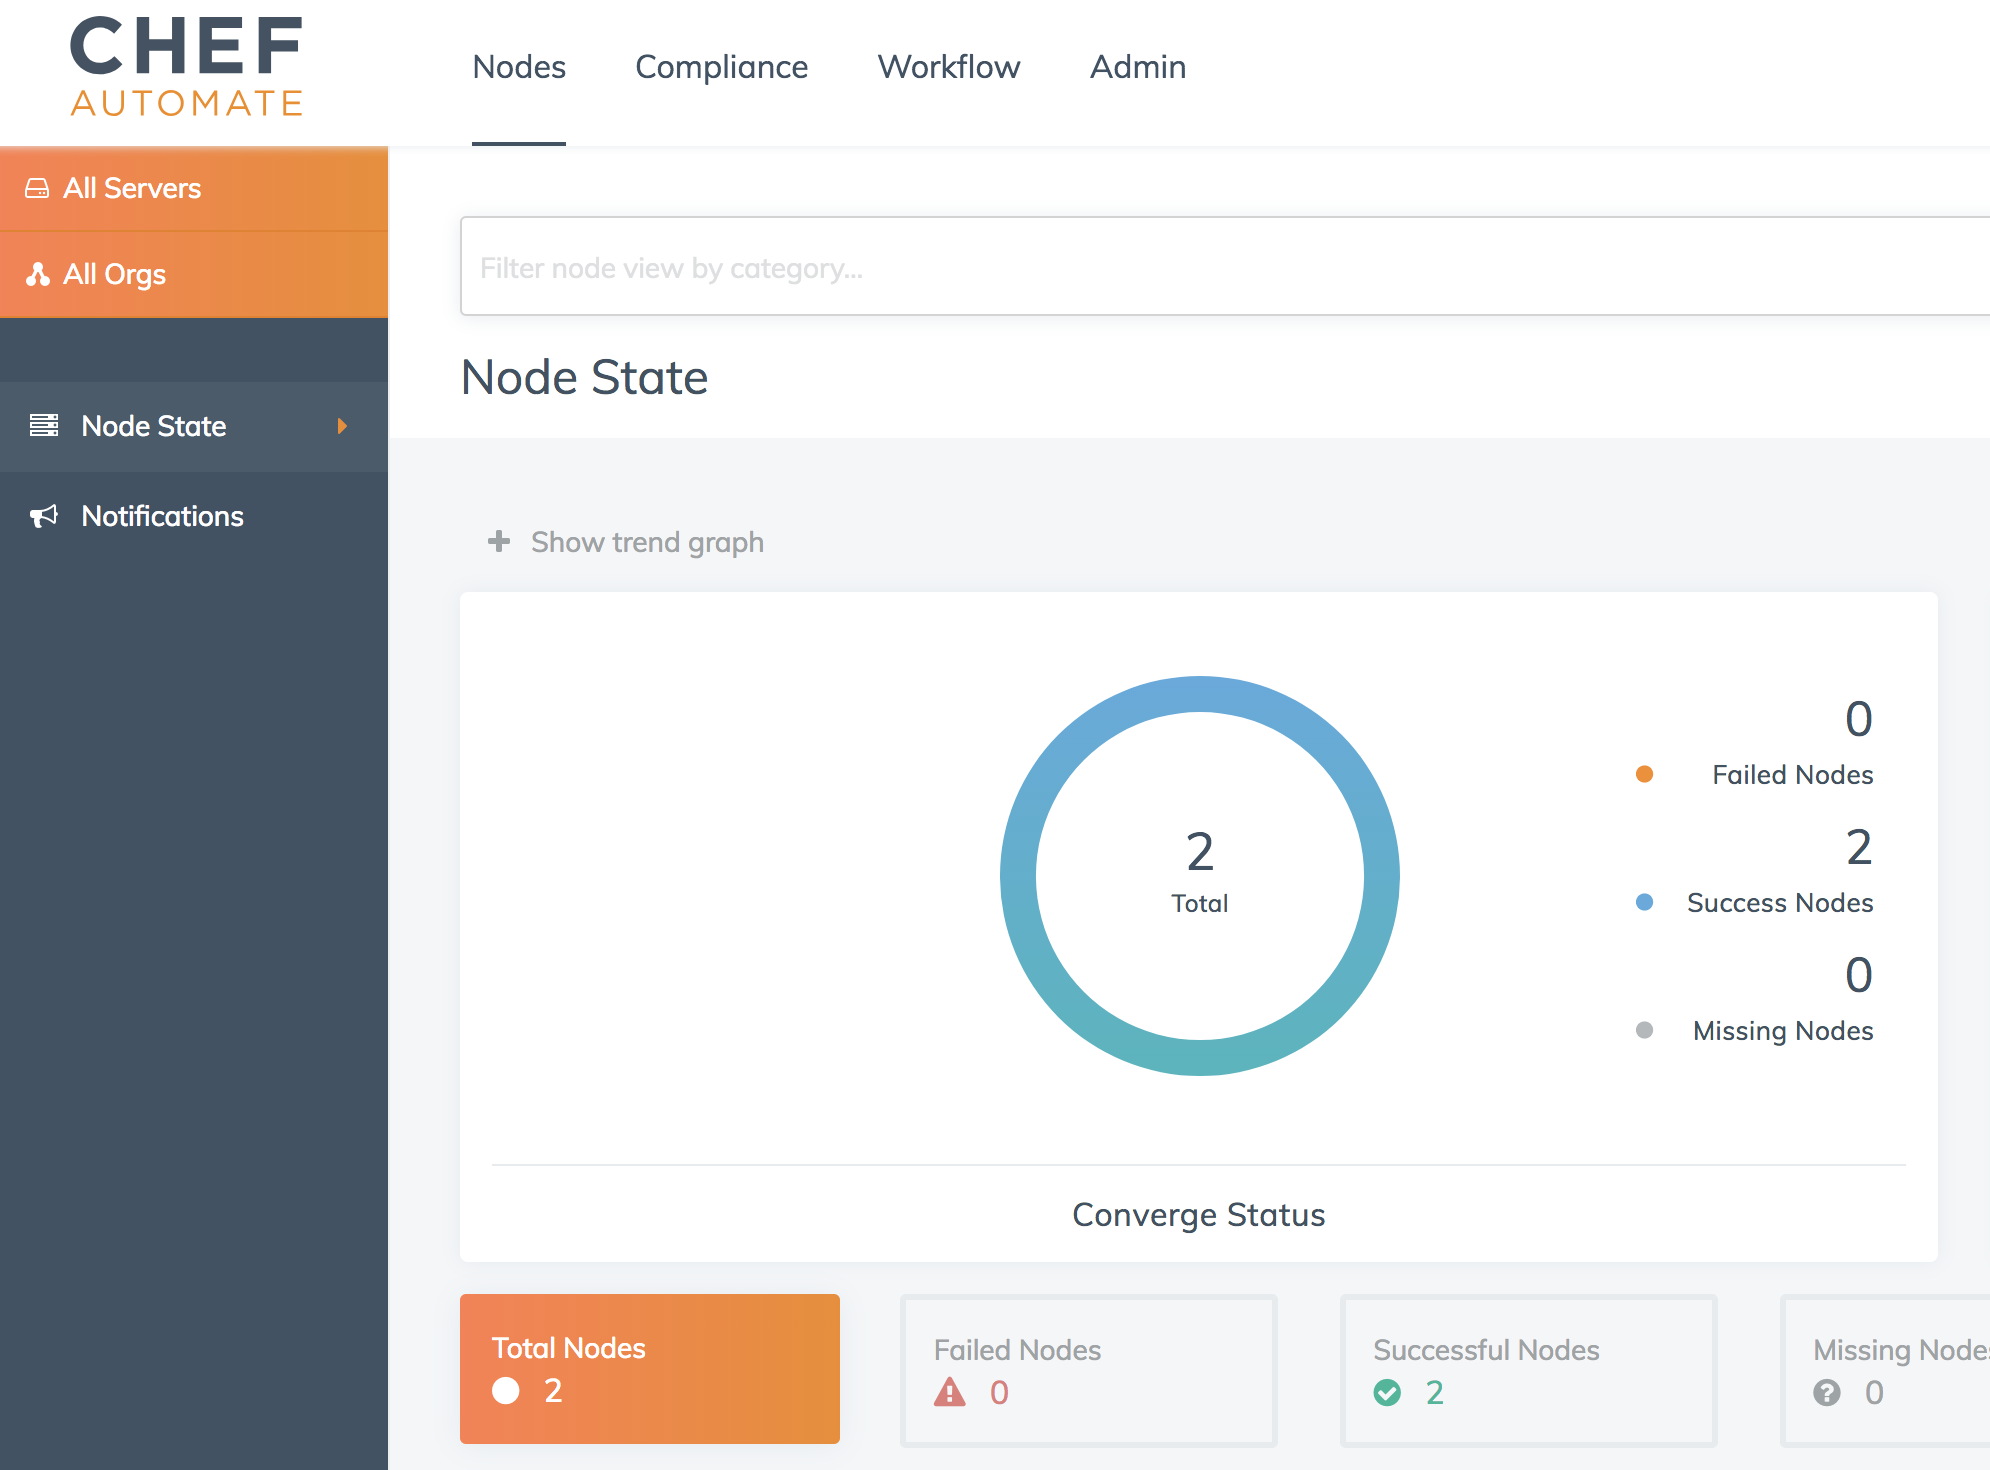 CHEF
AUTOMATE
Nodes Compliance Workflow Admin
All Servers
All Orgs
Filter node view by category...
Node State
Node State
Notifications
+ Show trend graph
0
Failed Nodes
2
Total
2
Success Nodes
0
Missing Nodes
Converge Status
Total Nodes
2
Failed Nodes
0
Successful Nodes
2
Missing Nodes
0